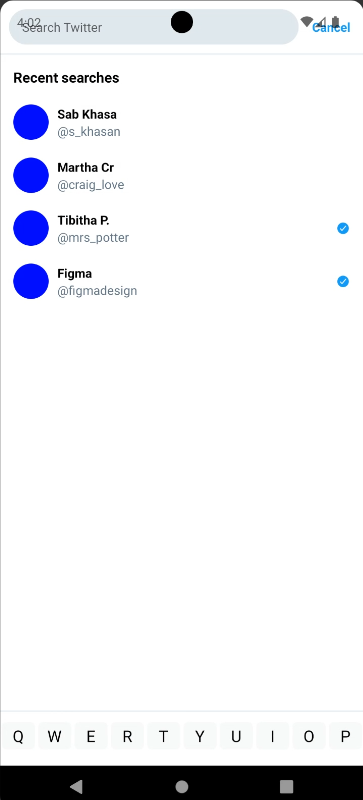 4:02
Search Twitter
Cancel
Recent searches
Sab Khasa
@s_khasan
Martha Cr
@craig_love
Tibitha P.
@mrs_potter
Figma
@figmadesign
Q W E R T Y U I O P